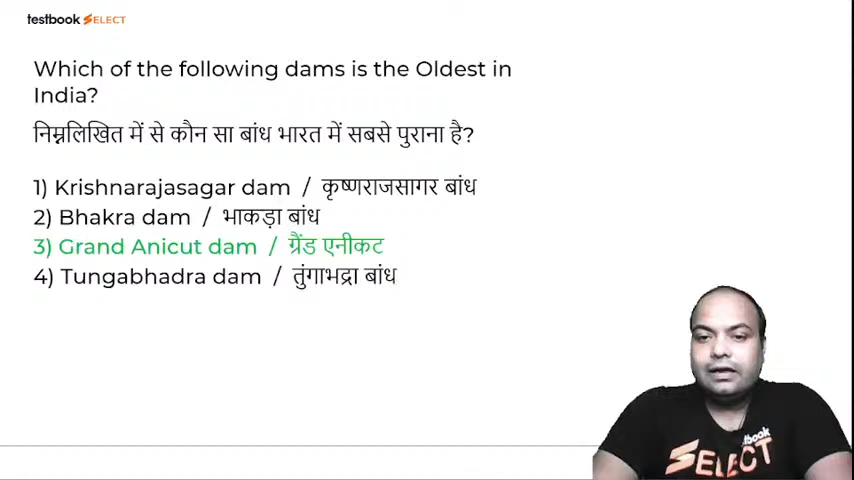 testbook SELECT
Which of the following dams is the Oldest in
India?
निम्नलिखित में से कौन सा बांध भारत में सबसे पुराना है?
1) Krishnarajasagar dam / कृष्णराजसागर बांध
2) Bhakra dam / भाकड़ा बांध
3) Grand Anicut dam / ग्रैंड एनीकट
4) Tungabhadra dam / तुंगाभद्रा बांध
tbook
SELECT